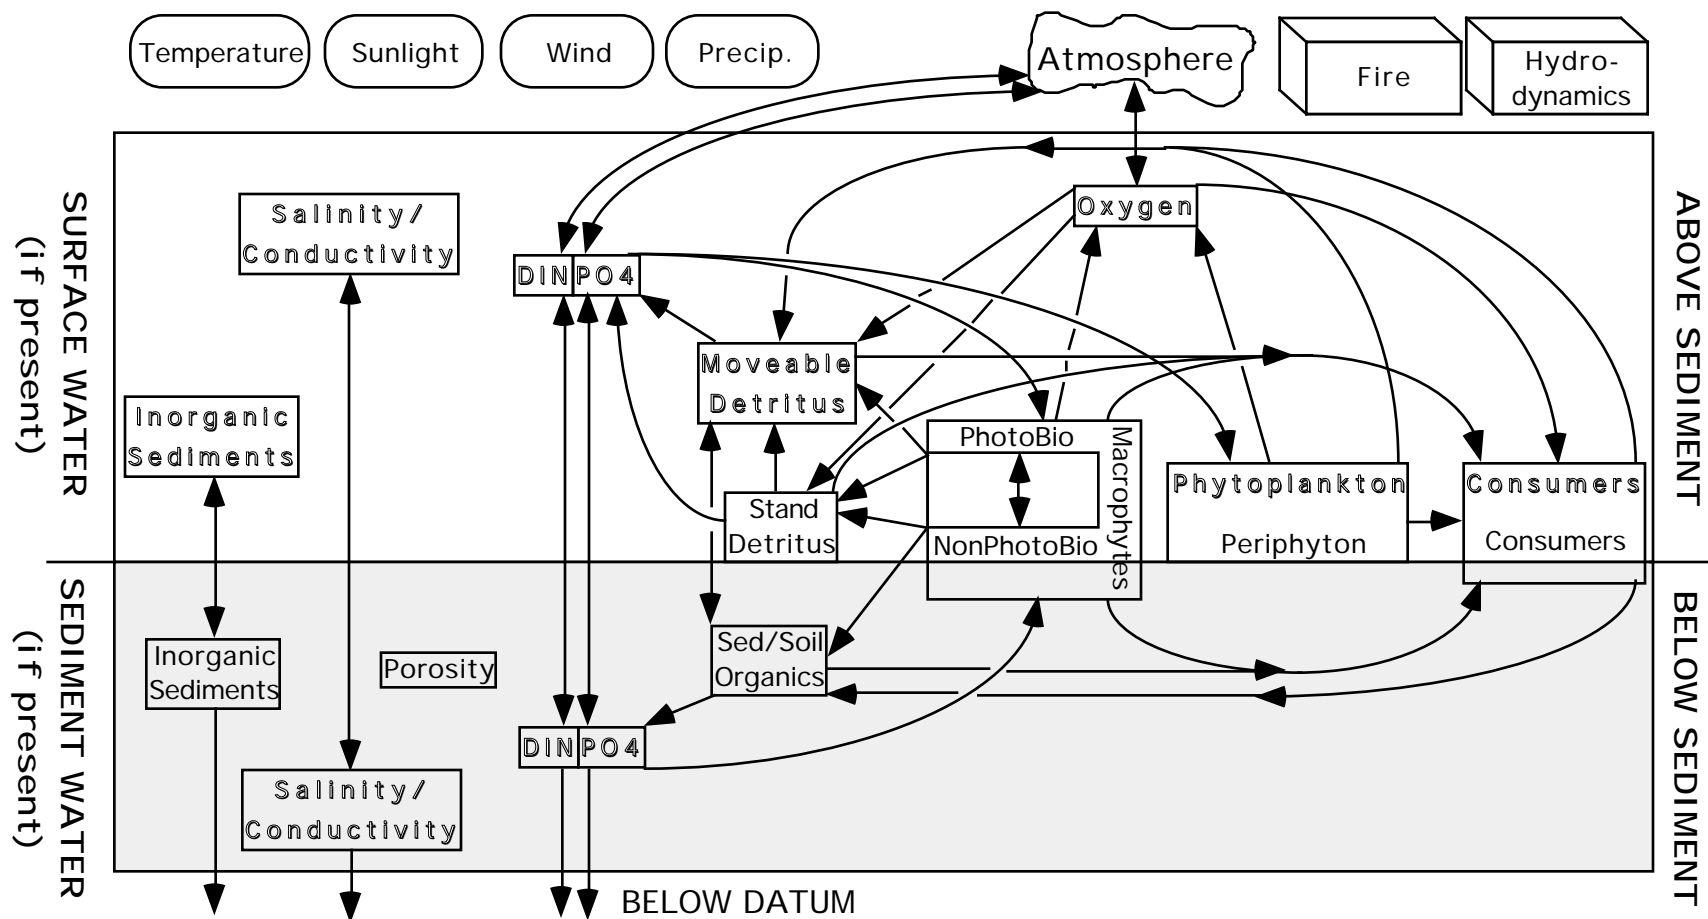 Temperature
Sunlight
Wind
Precip.
Atmosphere
Fire
Hydro-
dynamics
SURFACE WATER
(if present)
ABOVE SEDIMENT
Salinity/
Conductivity
Oxygen
DIN
PO4
Moveable
Detritus
Inorganic
Sediments
PhotoBio
Macrophytes
NonPhotoBio
Stand
Detritus
Phytoplankton
Periphyton
Consumers
Consumers
SEDIMENT WATER
(if present)
BELOW SEDIMENT
Inorganic
Sediments
Porosity
Sed/Soil
Organics
DIN
PO4
Salinity/
Conductivity
BELOW DATUM